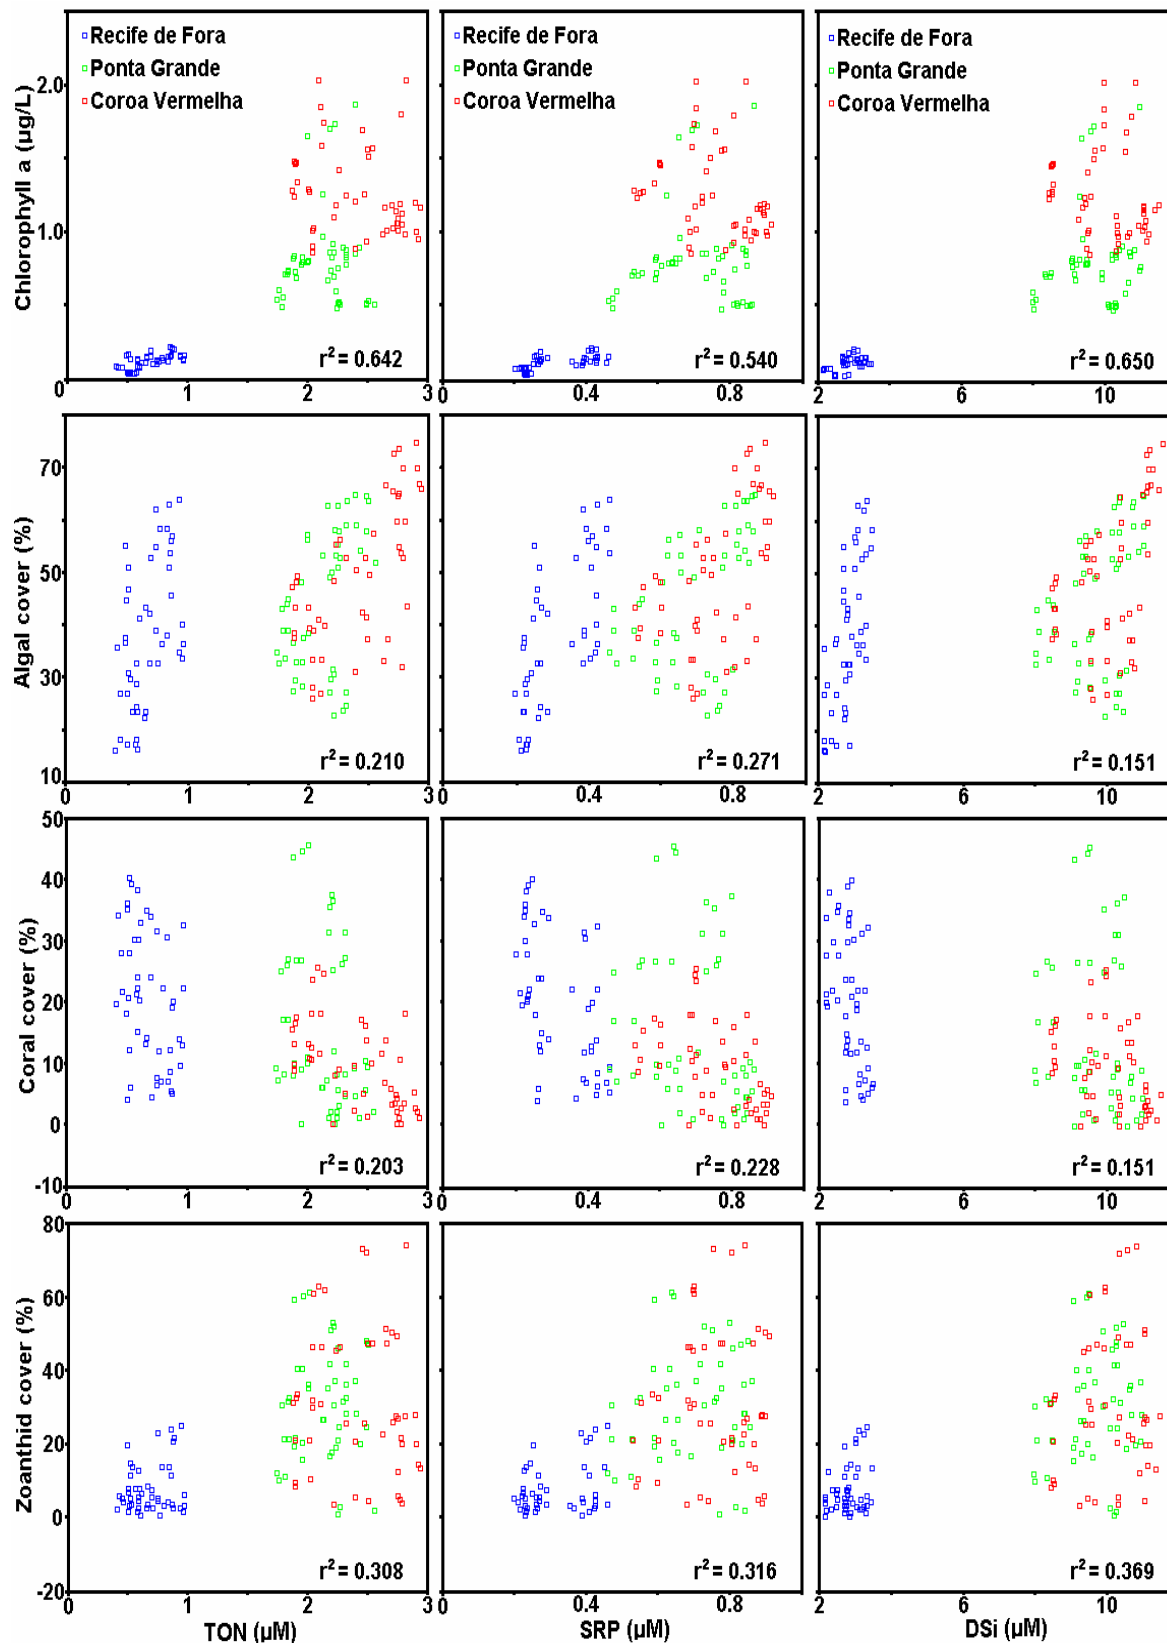 Recife de Fora
Ponta Grande
Coroa Vermelha
Recife de Fora
Ponta Grande
Coroa Vermelha
Recife de Fora
Ponta Grande
Coroa Vermelha
Chlorophyll a (µg/L)
2.0
1.0
0
r² = 0.642
r² = 0.540
r² = 0.650
1 2 3
0 0.4 0.8
2 6 10
Algal cover (%)
70
50
30
10
r² = 0.210
r² = 0.271
r² = 0.151
0 1 2 3
0 0.4 0.8
2 6 10
Coral cover (%)
50
40
30
20
10
0
-10
r² = 0.203
r² = 0.228
r² = 0.151
0 1 2 3
0 0.4 0.8
2 6 10
Zoanthid cover (%)
80
60
40
20
0
-20
r² = 0.308
r² = 0.316
r² = 0.369
0 1 2 3
0 0.4 0.8
2 6 10
TON (µM)
SRP (µM)
DSi (µM)